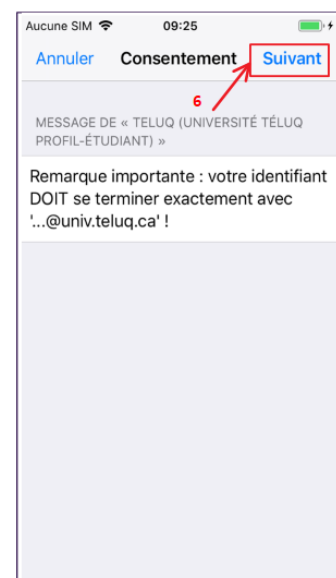 Aucune SIM 09:25
Annuler Consentement Suivant
6
MESSAGE DE « TELUQ (UNIVERSITÉ TÉLUQ
PROFIL-ÉTUDIANT) »
Remarque importante : votre identifiant
DOIT se terminer exactement avec
'...@univ.teluq.ca' !